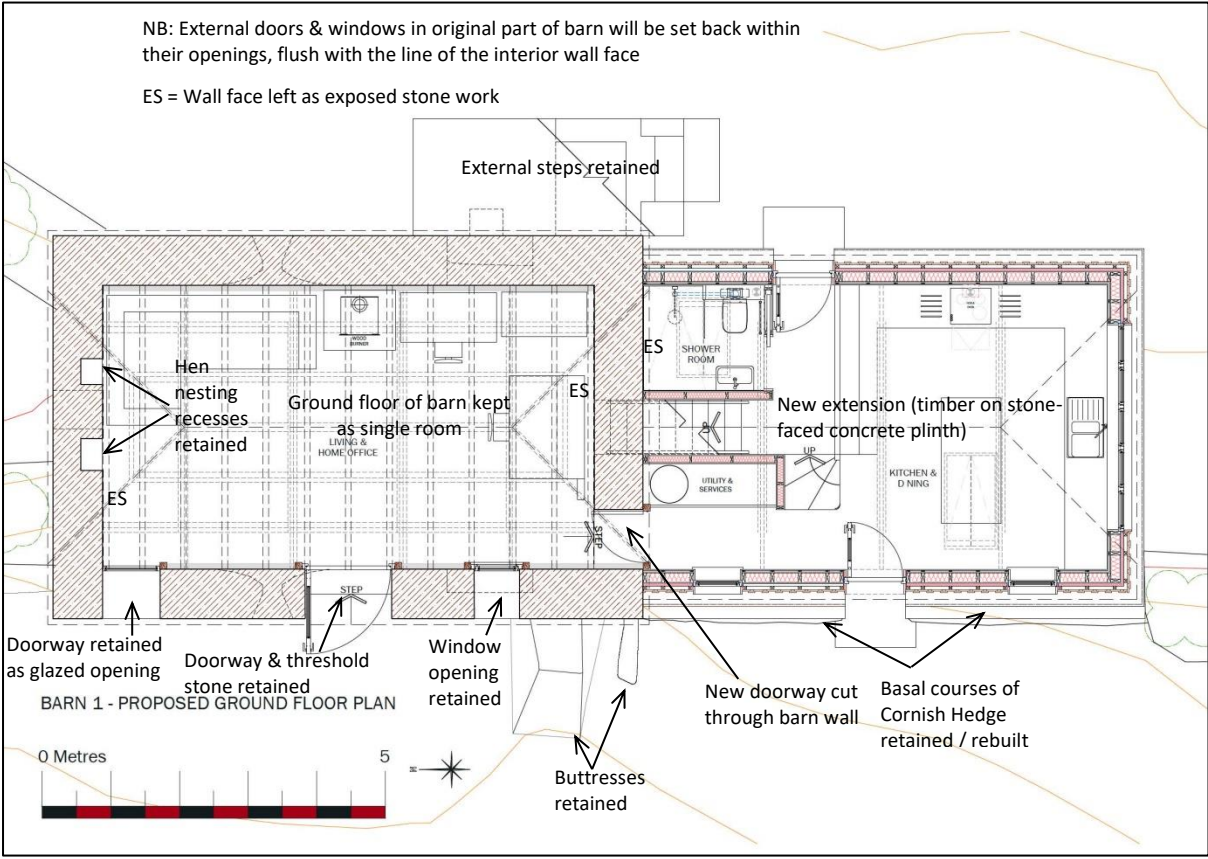 NB: External doors & windows in original part of barn will be set back within
their openings, flush with the line of the interior wall face
ES = Wall face left as exposed stone work
External steps retained
WOOD
BURNER
Hen
nesting
recesses
retained
ES
Ground floor of barn kept
as single room
LIVING &
HOME OFFICE
ES
ES
SHOWER
ROOM
UP
New extension (timber on stone-
faced concrete plinth)
UP
UTILITY &
SERVICES
KITCHEN &
DINING
STEP
STEP
Doorway retained
as glazed opening
Doorway & threshold
stone retained
Window
opening
retained
New doorway cut
through barn wall
Basal courses of
Cornish Hedge
retained / rebuilt
Buttresses
retained
BARN 1 - PROPOSED GROUND FLOOR PLAN
0 Metres
5
N